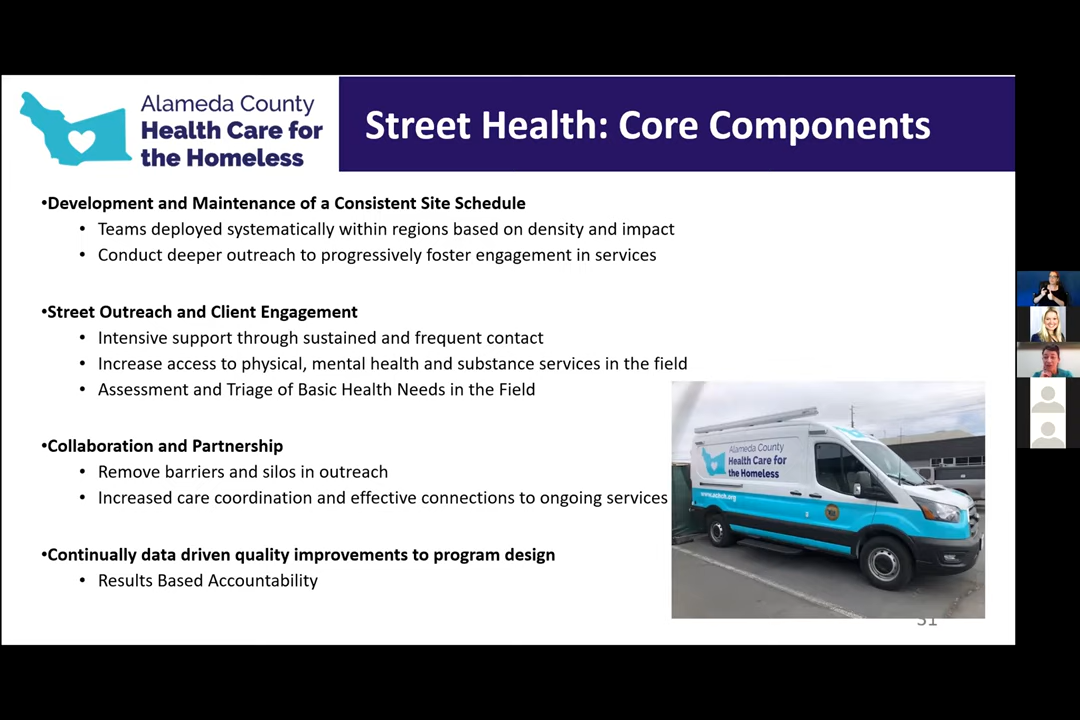 Alameda County
Health Care for
the Homeless
Street Health: Core Components
•Development and Maintenance of a Consistent Site Schedule
• Teams deployed systematically within regions based on density and impact
• Conduct deeper outreach to progressively foster engagement in services
•Street Outreach and Client Engagement
• Intensive support through sustained and frequent contact
• Increase access to physical, mental health and substance services in the field
• Assessment and Triage of Basic Health Needs in the Field
•Collaboration and Partnership
• Remove barriers and silos in outreach
• Increased care coordination and effective connections to ongoing services
•Continually data driven quality improvements to program design
• Results Based Accountability
Alameda County
Health Care for
the Homeless
www.achch.org
31